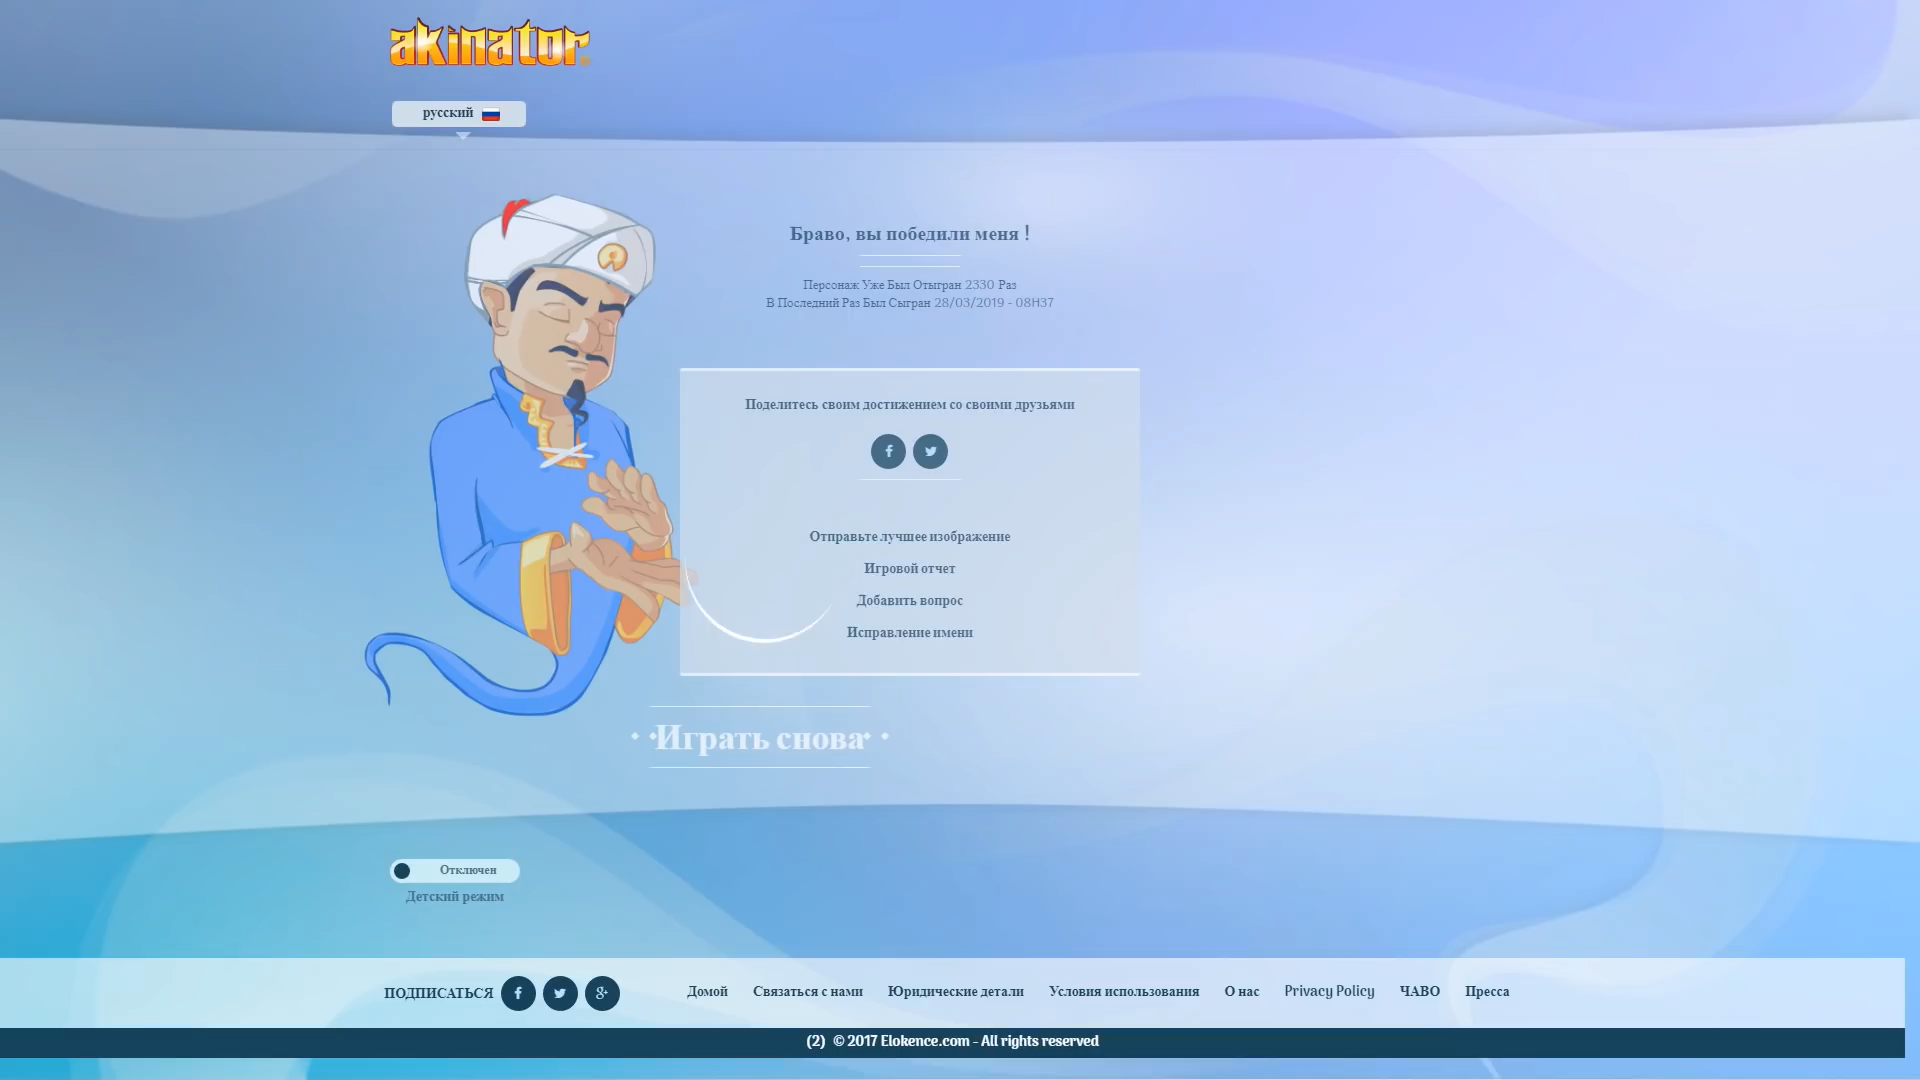 akinator
русский
Браво, вы победили меня !
Персонаж Уже Был Отыгран 2330 Раз
В Последний Раз Был Сыгран 28/03/2019 - 08H37
Поделитесь своим достижением со своими друзьями
Отправьте лучшее изображение
Игровой отчет
Добавить вопрос
Исправление имени
Играть снова
Отключен
Детский режим
ПОДПИСАТЬСЯ
Домой Связаться с нами Юридические детали Условия использования О нас Privacy Policy ЧАВО Пресса
(2) © 2017 Elokence.com - All rights reserved